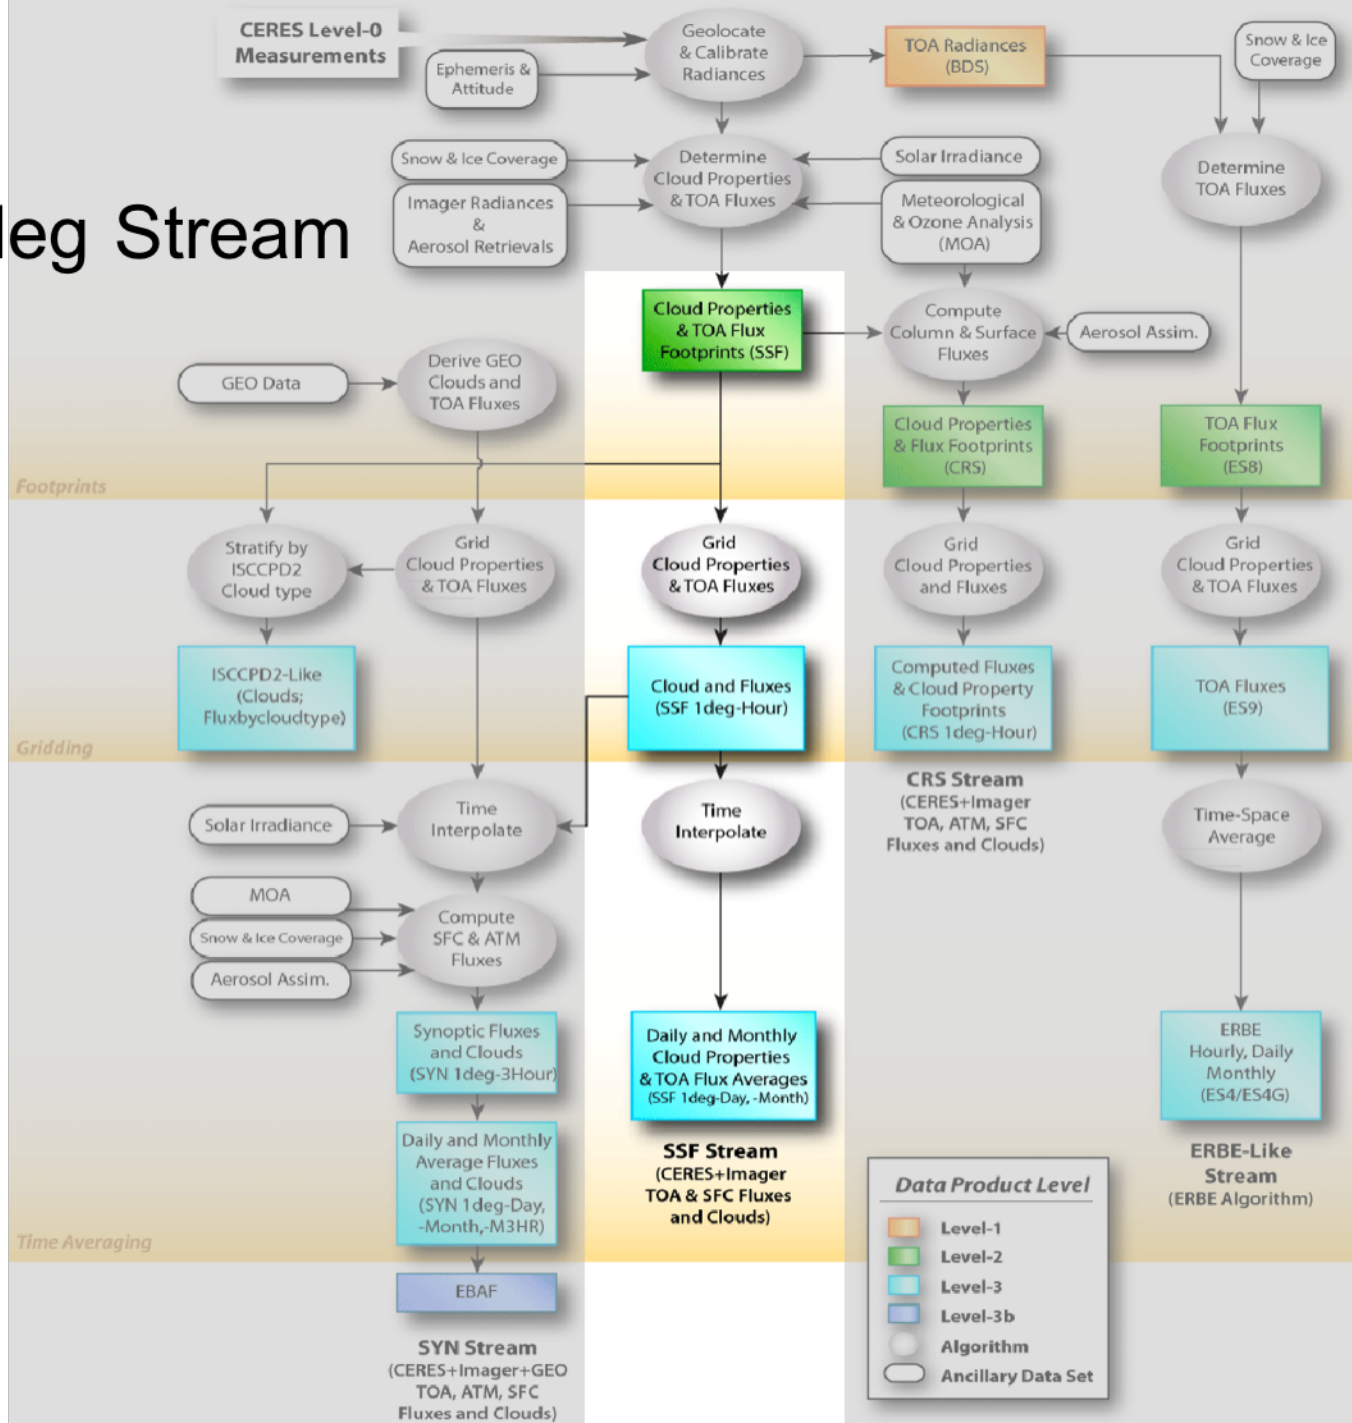 CERES Level-0
Measurements
Ephemeris &
Attitude
Geolocate
& Calibrate
Radiances
TOA Radiances
(BDS)
Snow & Ice
Coverage
Snow & Ice Coverage
Imager Radiances
&
Aerosol Retrievals
Determine
Cloud Properties
& TOA Fluxes
Solar Irradiance
Meteorological
& Ozone Analysis
(MOA)
Determine
TOA Fluxes
deg Stream
Cloud Properties
& TOA Flux
Footprints (SSF)
Compute
Column & Surface
Fluxes
Aerosol Assim.
GEO Data
Derive GEO
Clouds and
TOA Fluxes
Cloud Properties
& Flux Footprints
(CRS)
TOA Flux
Footprints
(ES8)
Footprints
Stratify by
ISCCPD2
Cloud type
Grid
Cloud Properties
& TOA Fluxes
Grid
Cloud Properties
& TOA Fluxes
Grid
Cloud Properties
and Fluxes
Grid
Cloud Properties
& TOA Fluxes
ISCCPD2-Like
(Clouds;
Fluxbycloudtype)
Cloud and Fluxes
(SSF 1deg-Hour)
Computed Fluxes
& Cloud Property
Footprints
(CRS 1deg-Hour)
TOA Fluxes
(ES9)
Gridding
CRS Stream
(CERES+Imager
TOA, ATM, SFC
Fluxes and Clouds)
Solar Irradiance
Time
Interpolate
Time
Interpolate
Time-Space
Average
MOA
Snow & Ice Coverage
Aerosol Assim.
Compute
SFC & ATM
Fluxes
Synoptic Fluxes
and Clouds
(SYN 1deg-3Hour)
Daily and Monthly
Cloud Properties
& TOA Flux Averages
(SSF 1deg-Day, -Month)
ERBE
Hourly, Daily
Monthly
(ES4/ES4G)
Daily and Monthly
Average Fluxes
and Clouds
(SYN 1deg-Day,
-Month,-M3HR)
SSF Stream
(CERES+Imager
TOA & SFC Fluxes
and Clouds)
ERBE-Like
Stream
(ERBE Algorithm)
Time Averaging
EBAF
SYN Stream
(CERES+Imager+GEO
TOA, ATM, SFC
Fluxes and Clouds)
Data Product Level
Level-1
Level-2
Level-3
Level-3b
Algorithm
Ancillary Data Set